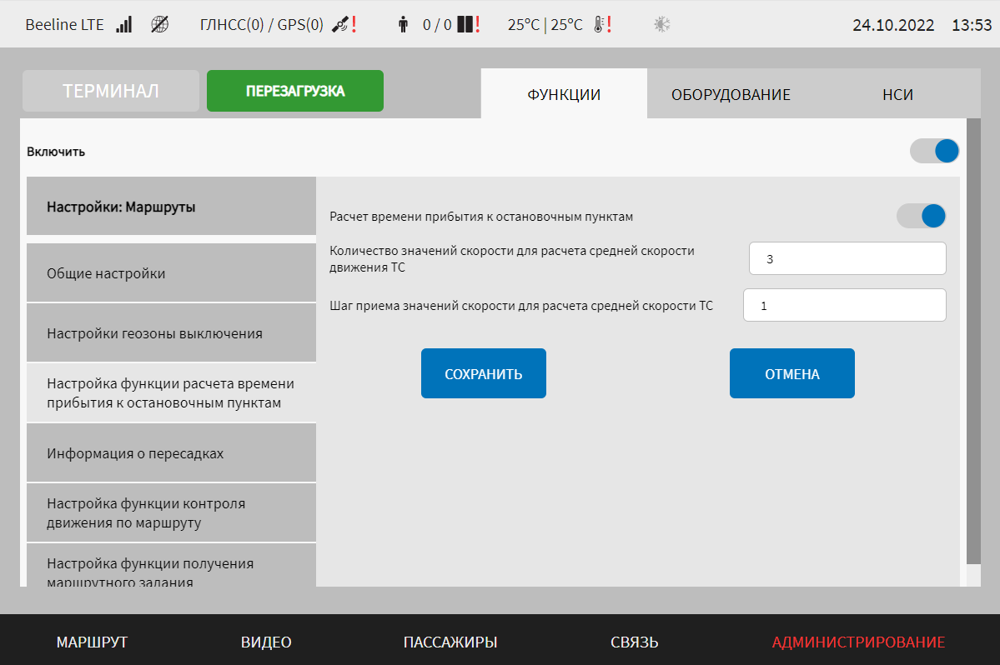 Beeline LTE ГЛНСС(0) / GPS(0) ! 0 / 0 ! 25°C | 25°C ! 24.10.2022 13:53
ТЕРМИНАЛ ПЕРЕЗАГРУЗКА ФУНКЦИИ ОБОРУДОВАНИЕ НСИ
Включить
Настройки: Маршруты
Общие настройки
Настройки геозоны выключения
Настройка функции расчета времени
прибытия к остановочным пунктам
Информация о пересадках
Настройка функции контроля
движения по маршруту
Настройка функции получения
маршрутного задания
Расчет времени прибытия к остановочным пунктам
Количество значений скорости для расчета средней скорости
движения ТС
3
Шаг приема значений скорости для расчета средней скорости ТС
1
СОХРАНИТЬ ОТМЕНА
МАРШРУТ ВИДЕО ПАССАЖИРЫ СВЯЗЬ АДМИНИСТРИРОВАНИЕ